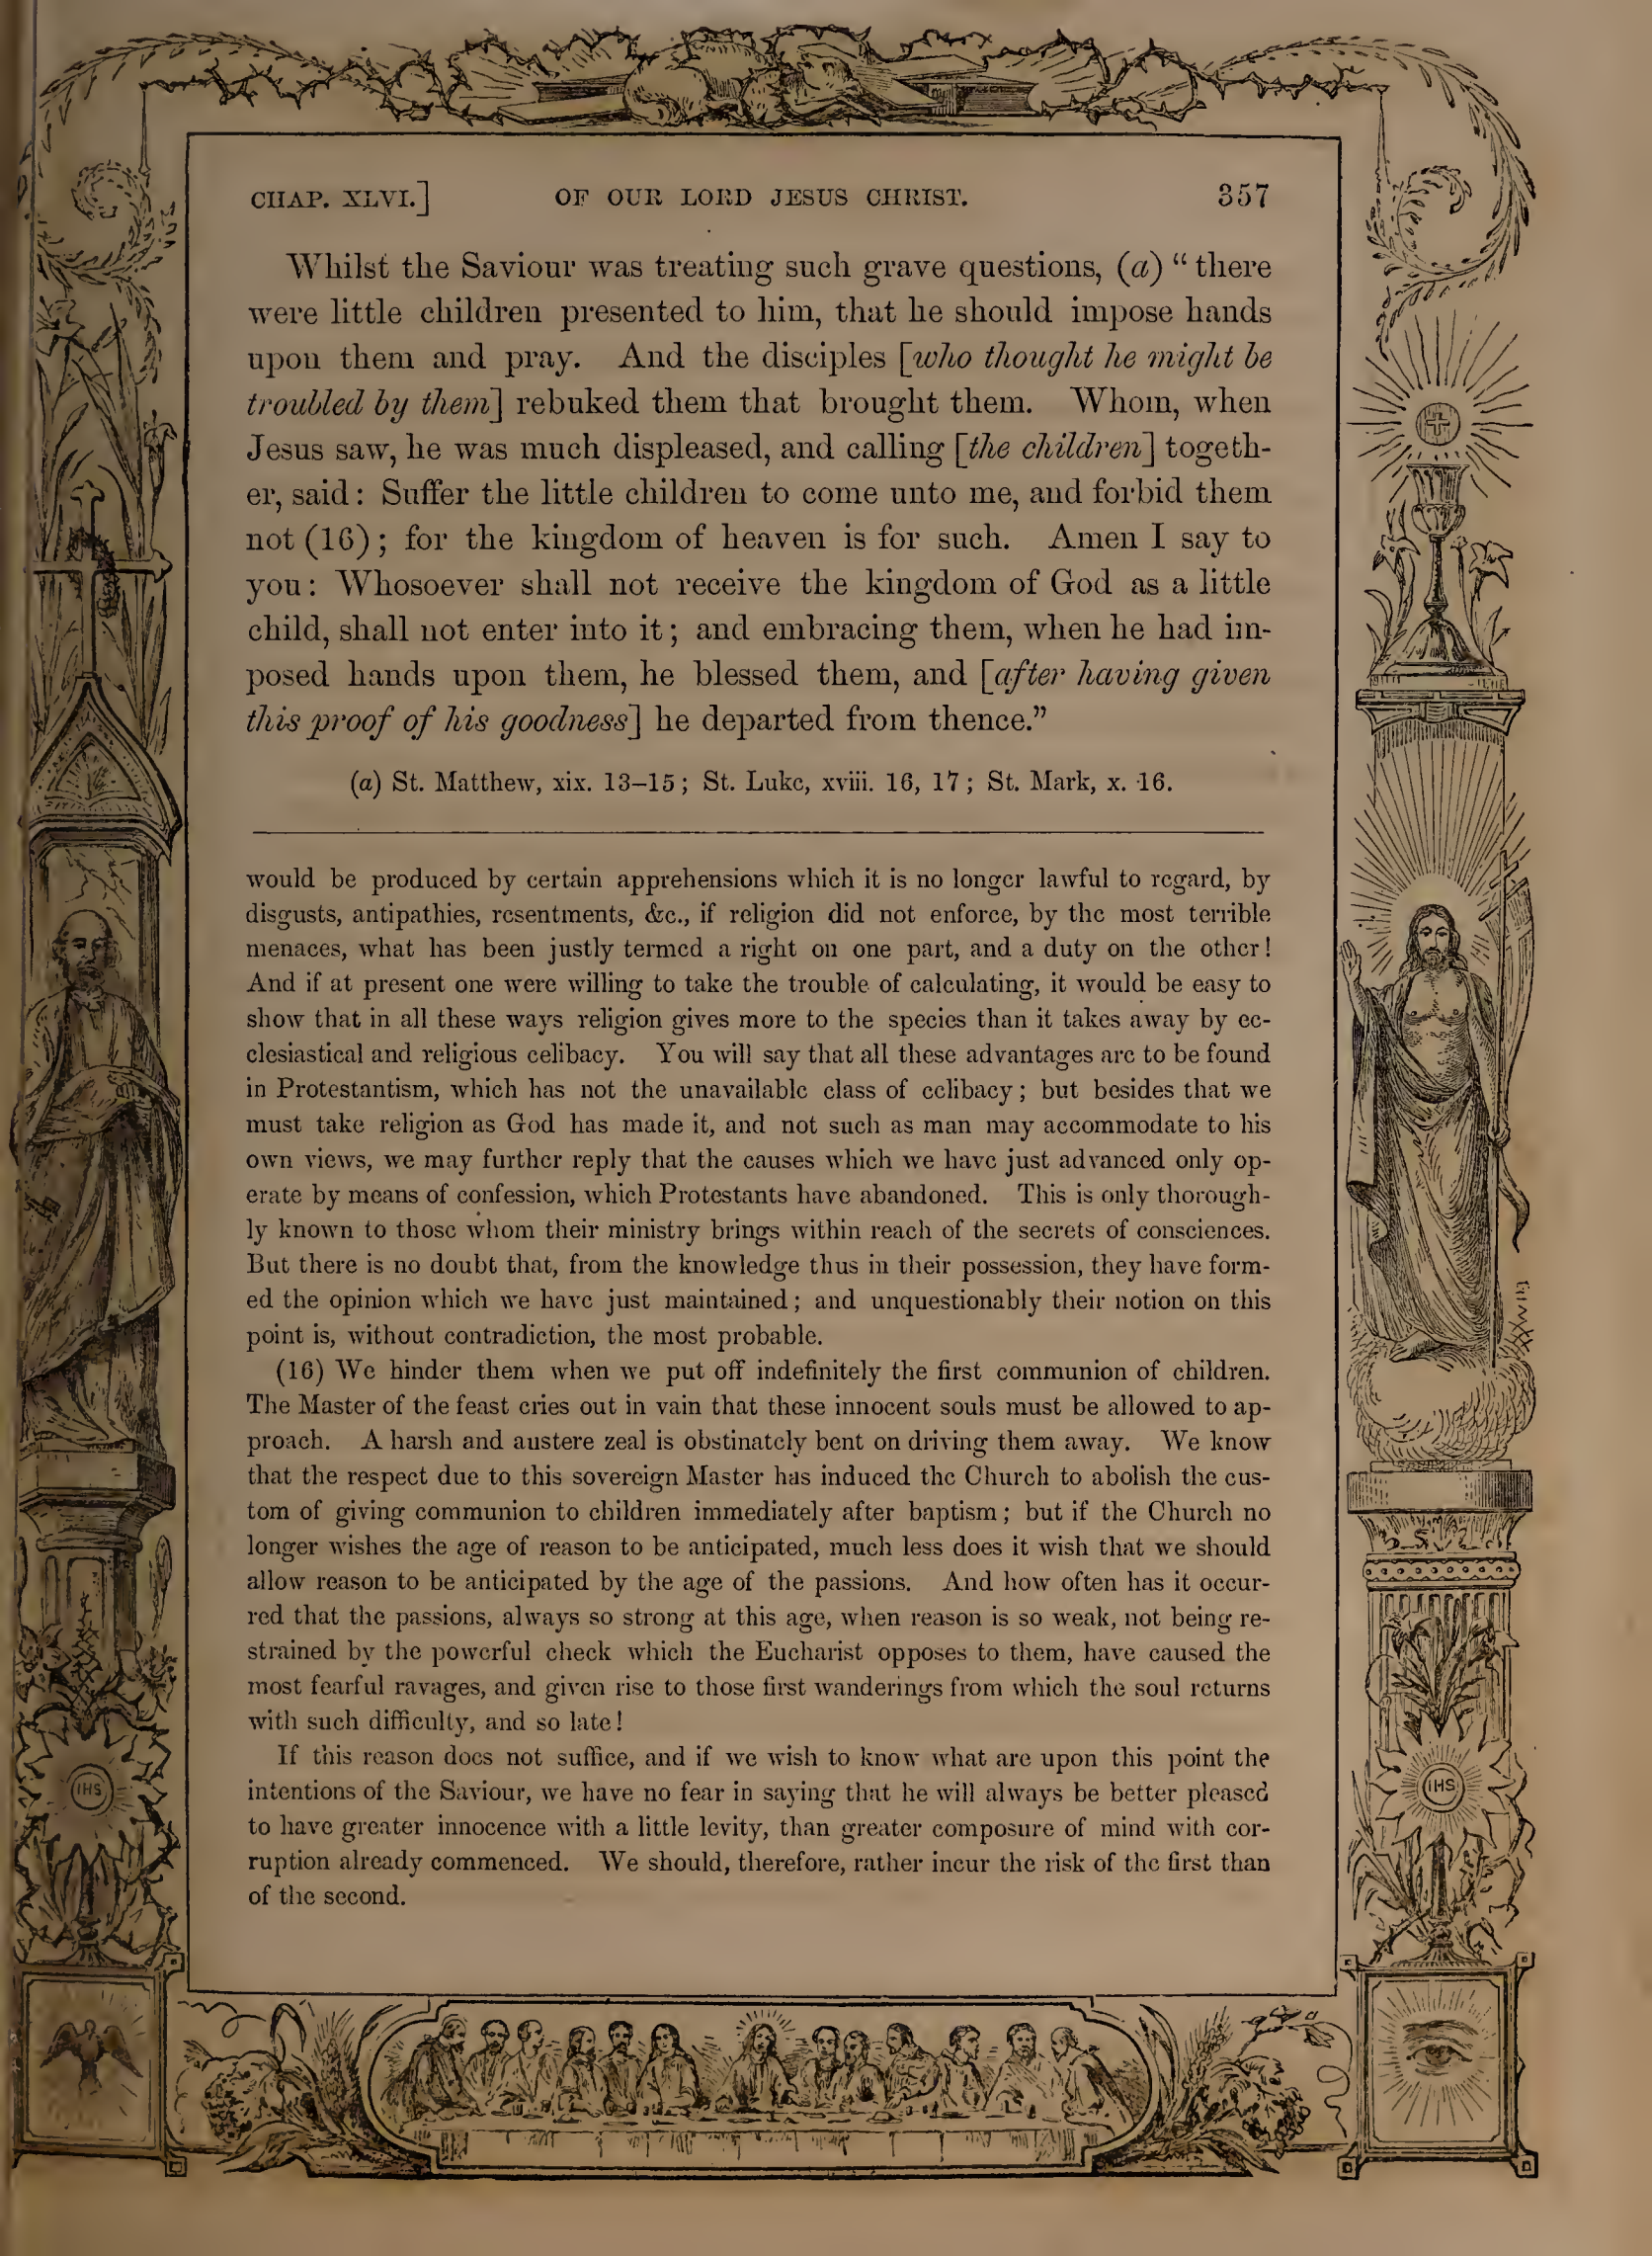 CHAP. XLVI.] OF OUR LORD JESUS CHRIST. 357
Whilst the Saviour was treating such grave questions, (a) “ there
were little children presented to him, that he should impose hands
upon them and pray. And the disciples [who thought he might be
troubled by them] rebuked them that brought them. Whom, when
Jesus saw, he was much displeased, and calling [the children] togeth-
er, said: Suffer the little children to come unto me, and forbid them
not (16); for the kingdom of heaven is for such. Amen I say to
you: Whosoever shall not receive the kingdom of God as a little
child, shall not enter into it; and embracing them, when he had im-
posed hands upon them, he blessed them, and [after having given
this proof of his goodness] he departed from thence.”
(a) St. Matthew, xix. 13–15; St. Luke, xviii. 16, 17; St. Mark, x. 16.
would be produced by certain apprehensions which it is no longer lawful to regard, by
disgusts, antipathies, resentments, &c., if religion did not enforce, by the most terrible
menaces, what has been justly termed a right on one part, and a duty on the other!
And if at present one were willing to take the trouble of calculating, it would be easy to
show that in all these ways religion gives more to the species than it takes away by ec-
clesiastical and religious celibacy. You will say that all these advantages are to be found
in Protestantism, which has not the unavailable class of celibacy; but besides that we
must take religion as God has made it, and not such as man may accommodate to his
own views, we may further reply that the causes which we have just advanced only op-
erate by means of confession, which Protestants have abandoned. This is only thorough-
ly known to those whom their ministry brings within reach of the secrets of consciences.
But there is no doubt that, from the knowledge thus in their possession, they have form-
ed the opinion which we have just maintained; and unquestionably their notion on this
point is, without contradiction, the most probable.
(16) We hinder them when we put off indefinitely the first communion of children.
The Master of the feast cries out in vain that these innocent souls must be allowed to ap-
proach. A harsh and austere zeal is obstinately bent on driving them away. We know
that the respect due to this sovereign Master has induced the Church to abolish the cus-
tom of giving communion to children immediately after baptism; but if the Church no
longer wishes the age of reason to be anticipated, much less does it wish that we should
allow reason to be anticipated by the age of the passions. And how often has it occur-
red that the passions, always so strong at this age, when reason is so weak, not being re-
strained by the powerful check which the Eucharist opposes to them, have caused the
most fearful ravages, and given rise to those first wanderings from which the soul returns
with such difficulty, and so late!
If this reason does not suffice, and if we wish to know what are upon this point the
intentions of the Saviour, we have no fear in saying that he will always be better pleased
to have greater innocence with a little levity, than greater composure of mind with cor-
ruption already commenced. We should, therefore, rather incur the risk of the first than
of the second.
IHS
IHS